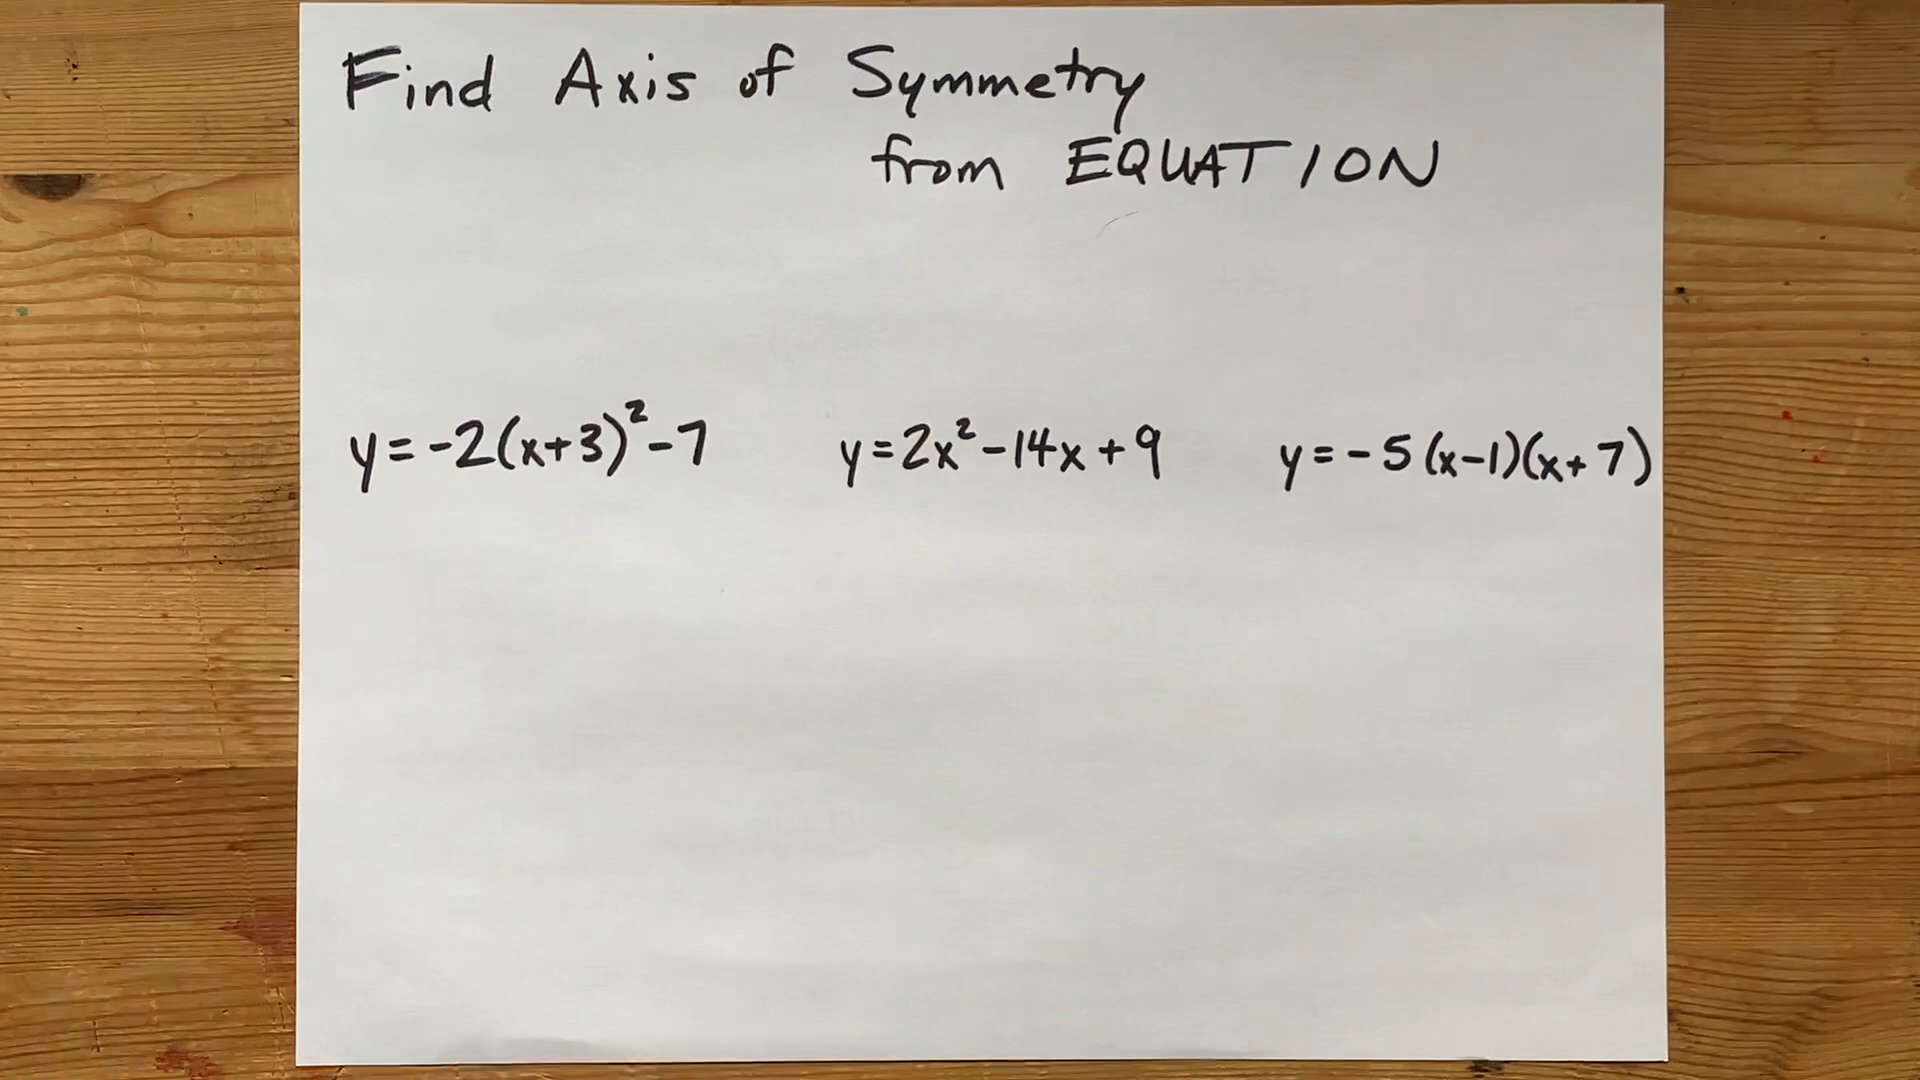 Find Axis of Symmetry
from EQUATION
y = -2(x+3)² - 7
y = 2x² - 14x + 9
y = -5(x-1)(x+7)